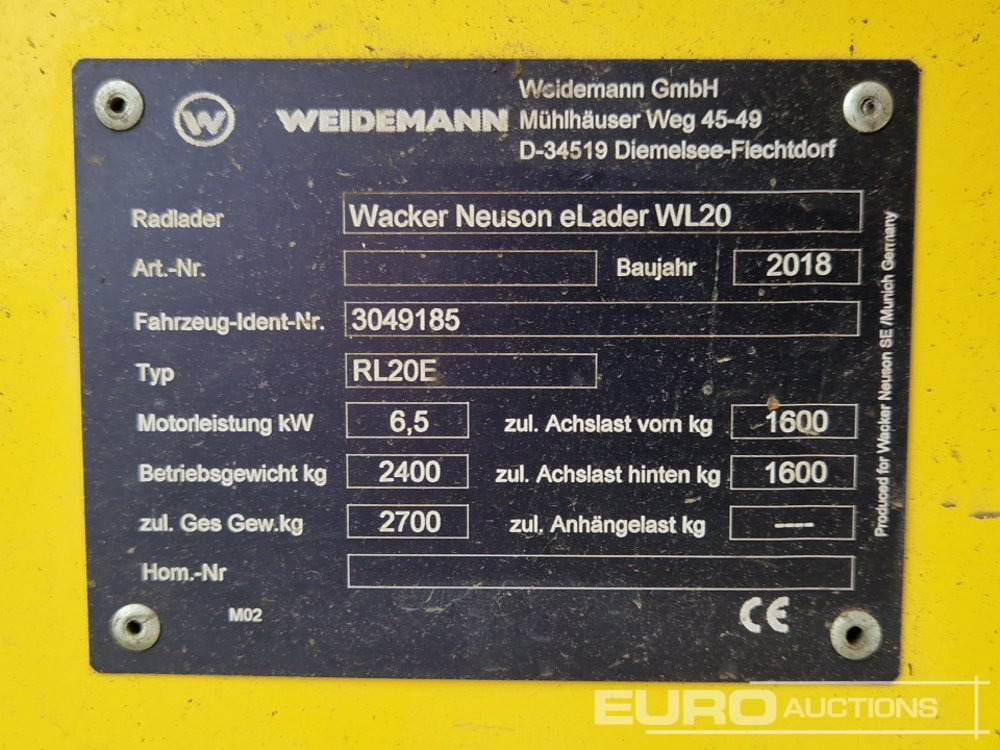 W WEIDEMANN
Weidemann GmbH
Mühlhäuser Weg 45-49
D-34519 Diemelsee-Flechtdorf
Radlader Wacker Neuson eLader WL20
Art.-Nr. Baujahr 2018
Fahrzeug-Ident-Nr. 3049185
Typ RL20E
Motorleistung kW 6,5 zul. Achslast vorn kg 1600
Betriebsgewicht kg 2400 zul. Achslast hinten kg 1600
zul. Ges Gew.kg 2700 zul. Anhängelast kg ----
Hom.-Nr
M02 CE
Produced for Wacker Neuson SE /Munich Germany
EURO AUCTIONS